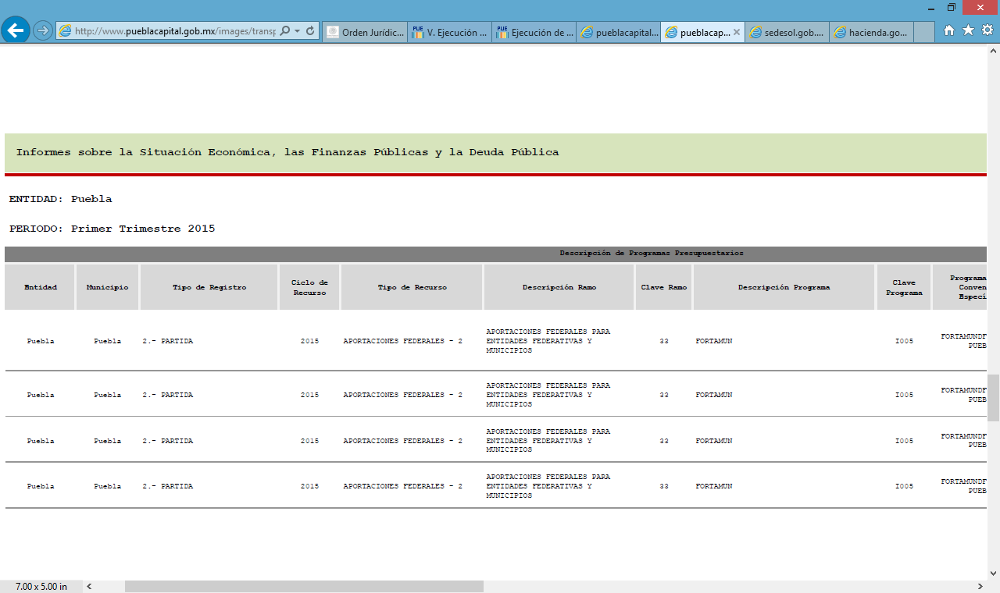 http://www.pueblacapital.gob.mx/images/transp
Orden Jurídic...
V. Ejecución ...
Ejecución de ...
pueblacapital...
pueblacap...
sedesol.gob....
hacienda.go...
Informes sobre la Situación Económica, las Finanzas Públicas y la Deuda Pública
ENTIDAD: Puebla
PERIODO: Primer Trimestre 2015
Descripción de Programas Presupuestarios
Entidad
Municipio
Tipo de Registro
Ciclo de
Recurso
Tipo de Recurso
Descripción Ramo
Clave Ramo
Descripción Programa
Clave
Programa
Programa
Conven
Especí
Puebla
Puebla
2.- PARTIDA
2015
APORTACIONES FEDERALES - 2
APORTACIONES FEDERALES PARA
ENTIDADES FEDERATIVAS Y
MUNICIPIOS
33
FORTAMUN
I005
FORTAMUNDF
PUEB
Puebla
Puebla
2.- PARTIDA
2015
APORTACIONES FEDERALES - 2
APORTACIONES FEDERALES PARA
ENTIDADES FEDERATIVAS Y
MUNICIPIOS
33
FORTAMUN
I005
FORTAMUNDF
PUEB
Puebla
Puebla
2.- PARTIDA
2015
APORTACIONES FEDERALES - 2
APORTACIONES FEDERALES PARA
ENTIDADES FEDERATIVAS Y
MUNICIPIOS
33
FORTAMUN
I005
FORTAMUNDF
PUEB
Puebla
Puebla
2.- PARTIDA
2015
APORTACIONES FEDERALES - 2
APORTACIONES FEDERALES PARA
ENTIDADES FEDERATIVAS Y
MUNICIPIOS
33
FORTAMUN
I005
FORTAMUNDF
PUEB
7.00 x 5.00 in